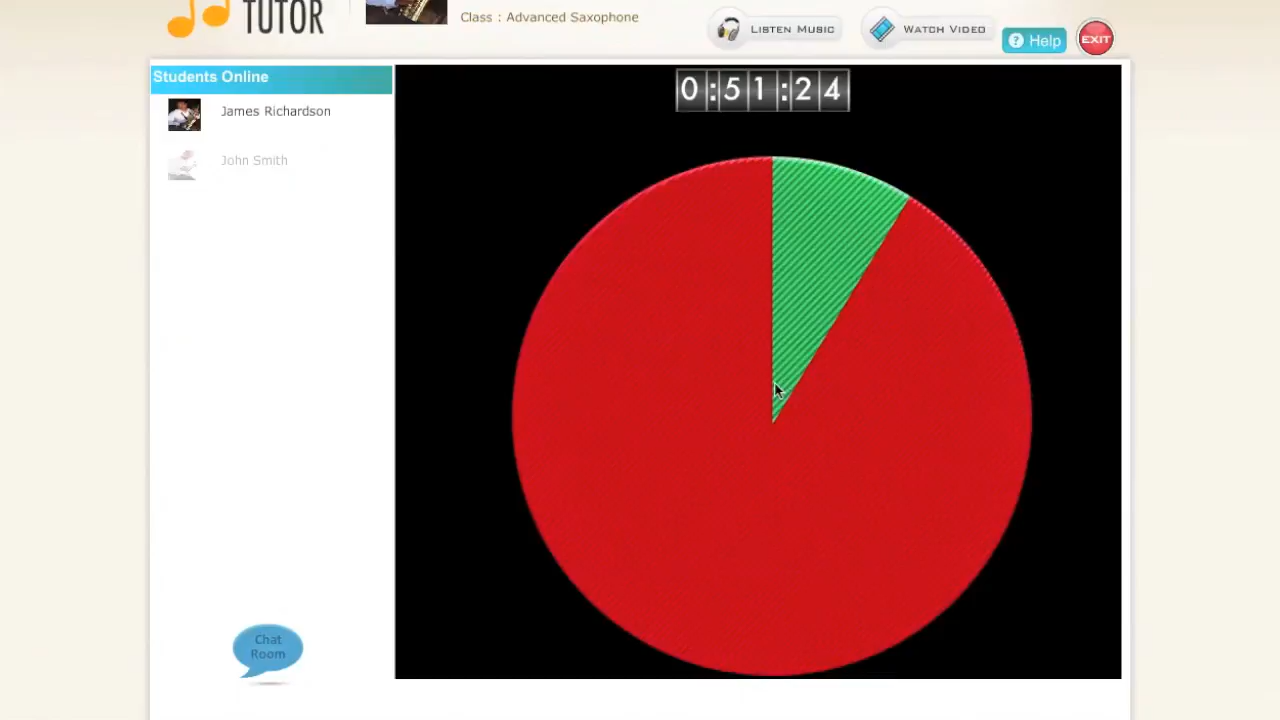 TUTOR
Class : Advanced Saxophone
LISTEN MUSIC
WATCH VIDEO
? Help
EXIT
Students Online
0:51:24
James Richardson
John Smith
Chat
Room